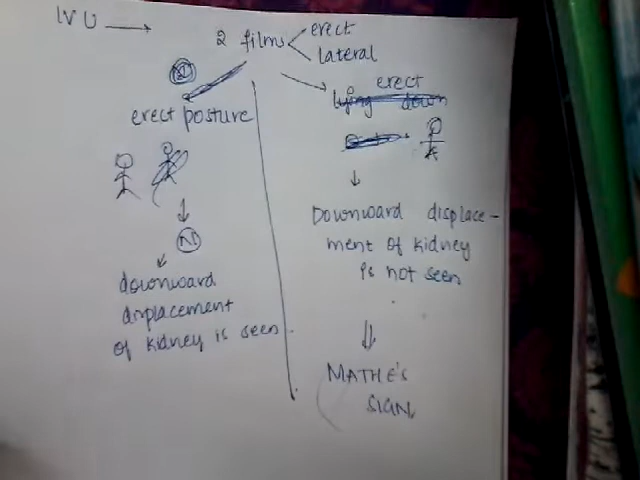 IVU → 2 films erect
lateral
N
erect posture
N
downward
displacement
of kidney is seen.
erect
lying down
Downward displace-
ment of kidney
is not seen
MATHE'S
SIGN